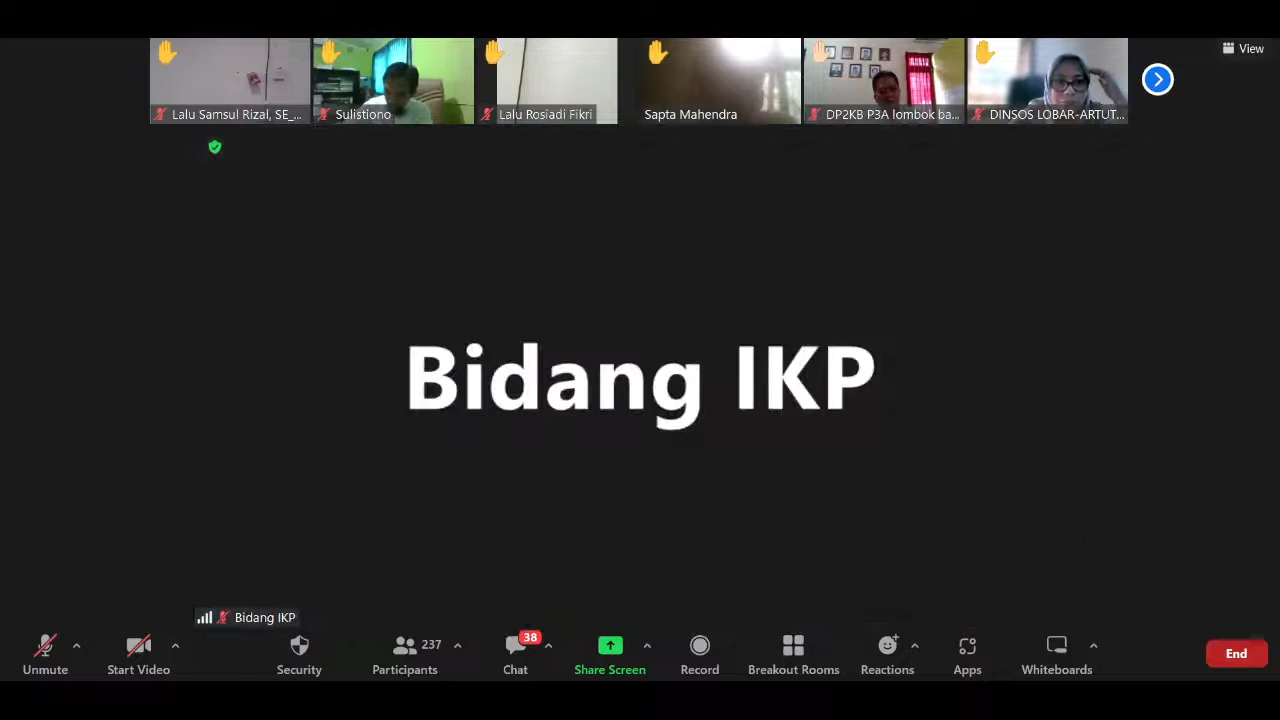 View
Lalu Samsul Rizal, SE_...
Sulistiono
Lalu Rosiadi Fikri
Sapta Mahendra
DP2KB P3A lombok ba...
DINSOS LOBAR-ARTUT...
Bidang IKP
Bidang IKP
Unmute
Start Video
Security
237
Participants
38
Chat
Share Screen
Record
Breakout Rooms
Reactions
Apps
Whiteboards
End